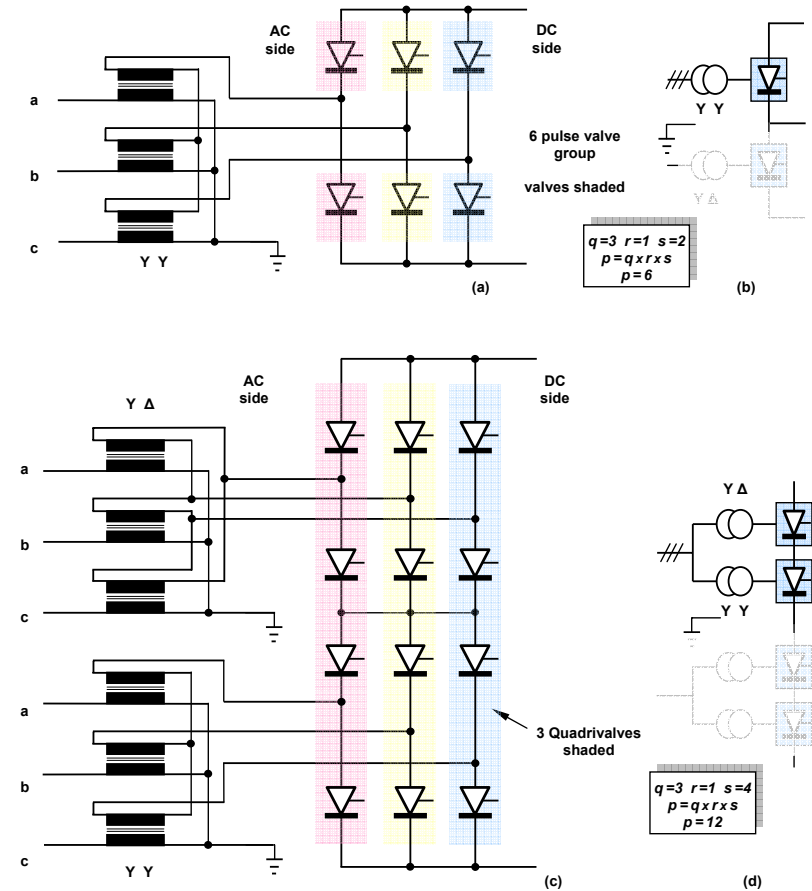 AC
side
DC
side
a
b
c
Y Y
6 pulse valve
group
valves shaded
(a)
Y Y
Y Δ
q=3 r=1 s=2
p=q x r x s
p=6
(b)
Y Δ
AC
side
DC
side
a
b
c
a
b
c
Y Y
3 Quadrivalves
shaded
(c)
Y Δ
Y Y
q=3 r=1 s=4
p=q x r x s
p=12
(d)